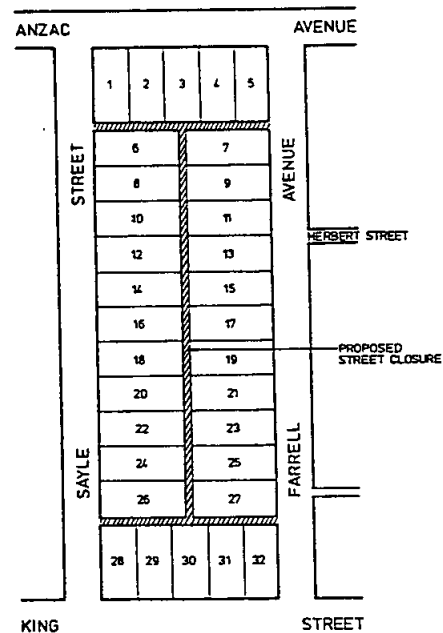 ANZAC AVENUE
1 2 3 4 5
STREET
AVENUE
6 7
8 9
10 11
HERBERT STREET
12 13
14 15
16 17
PROPOSED
STREET CLOSURE
18 19
20 21
22 23
SAYLE
FARRELL
24 25
26 27
28 29 30 31 32
KING STREET